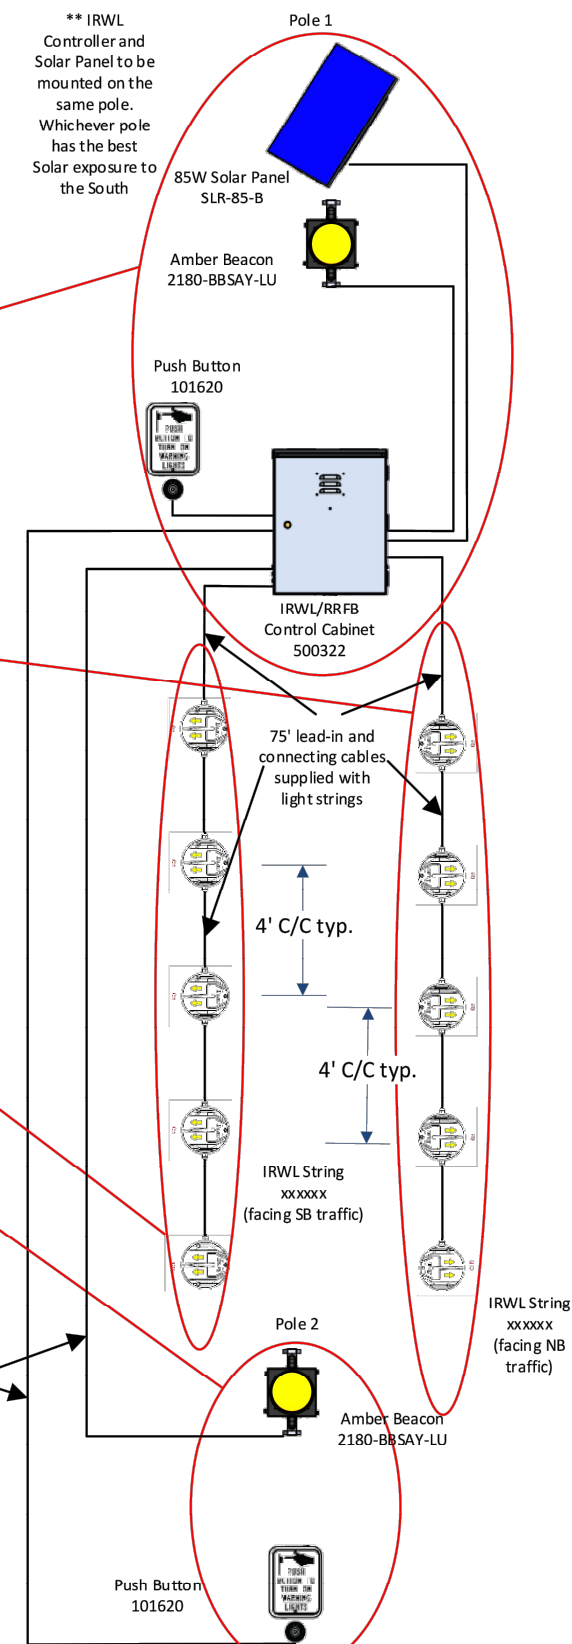 Pole 1
** IRWL
Controller and
Solar Panel to be
mounted on the
same pole.
Whichever pole
has the best
Solar exposure to
the South
85W Solar Panel
SLR-85-B
Amber Beacon
2180-BBSAY-LU
Push Button
101620
PUSH
BUTTON TO
TURN ON
WARNING
LIGHTS
IRWL/RRFB
Control Cabinet
500322
75' lead-in and
connecting cables
supplied with
light strings
4' C/C typ.
4' C/C typ.
IRWL String
xxxxxx
(facing SB traffic)
IRWL String
xxxxxx
(facing NB
traffic)
Pole 2
Amber Beacon
2180-BBSAY-LU
Push Button
101620
PUSH
BUTTON TO
TURN ON
WARNING
LIGHTS